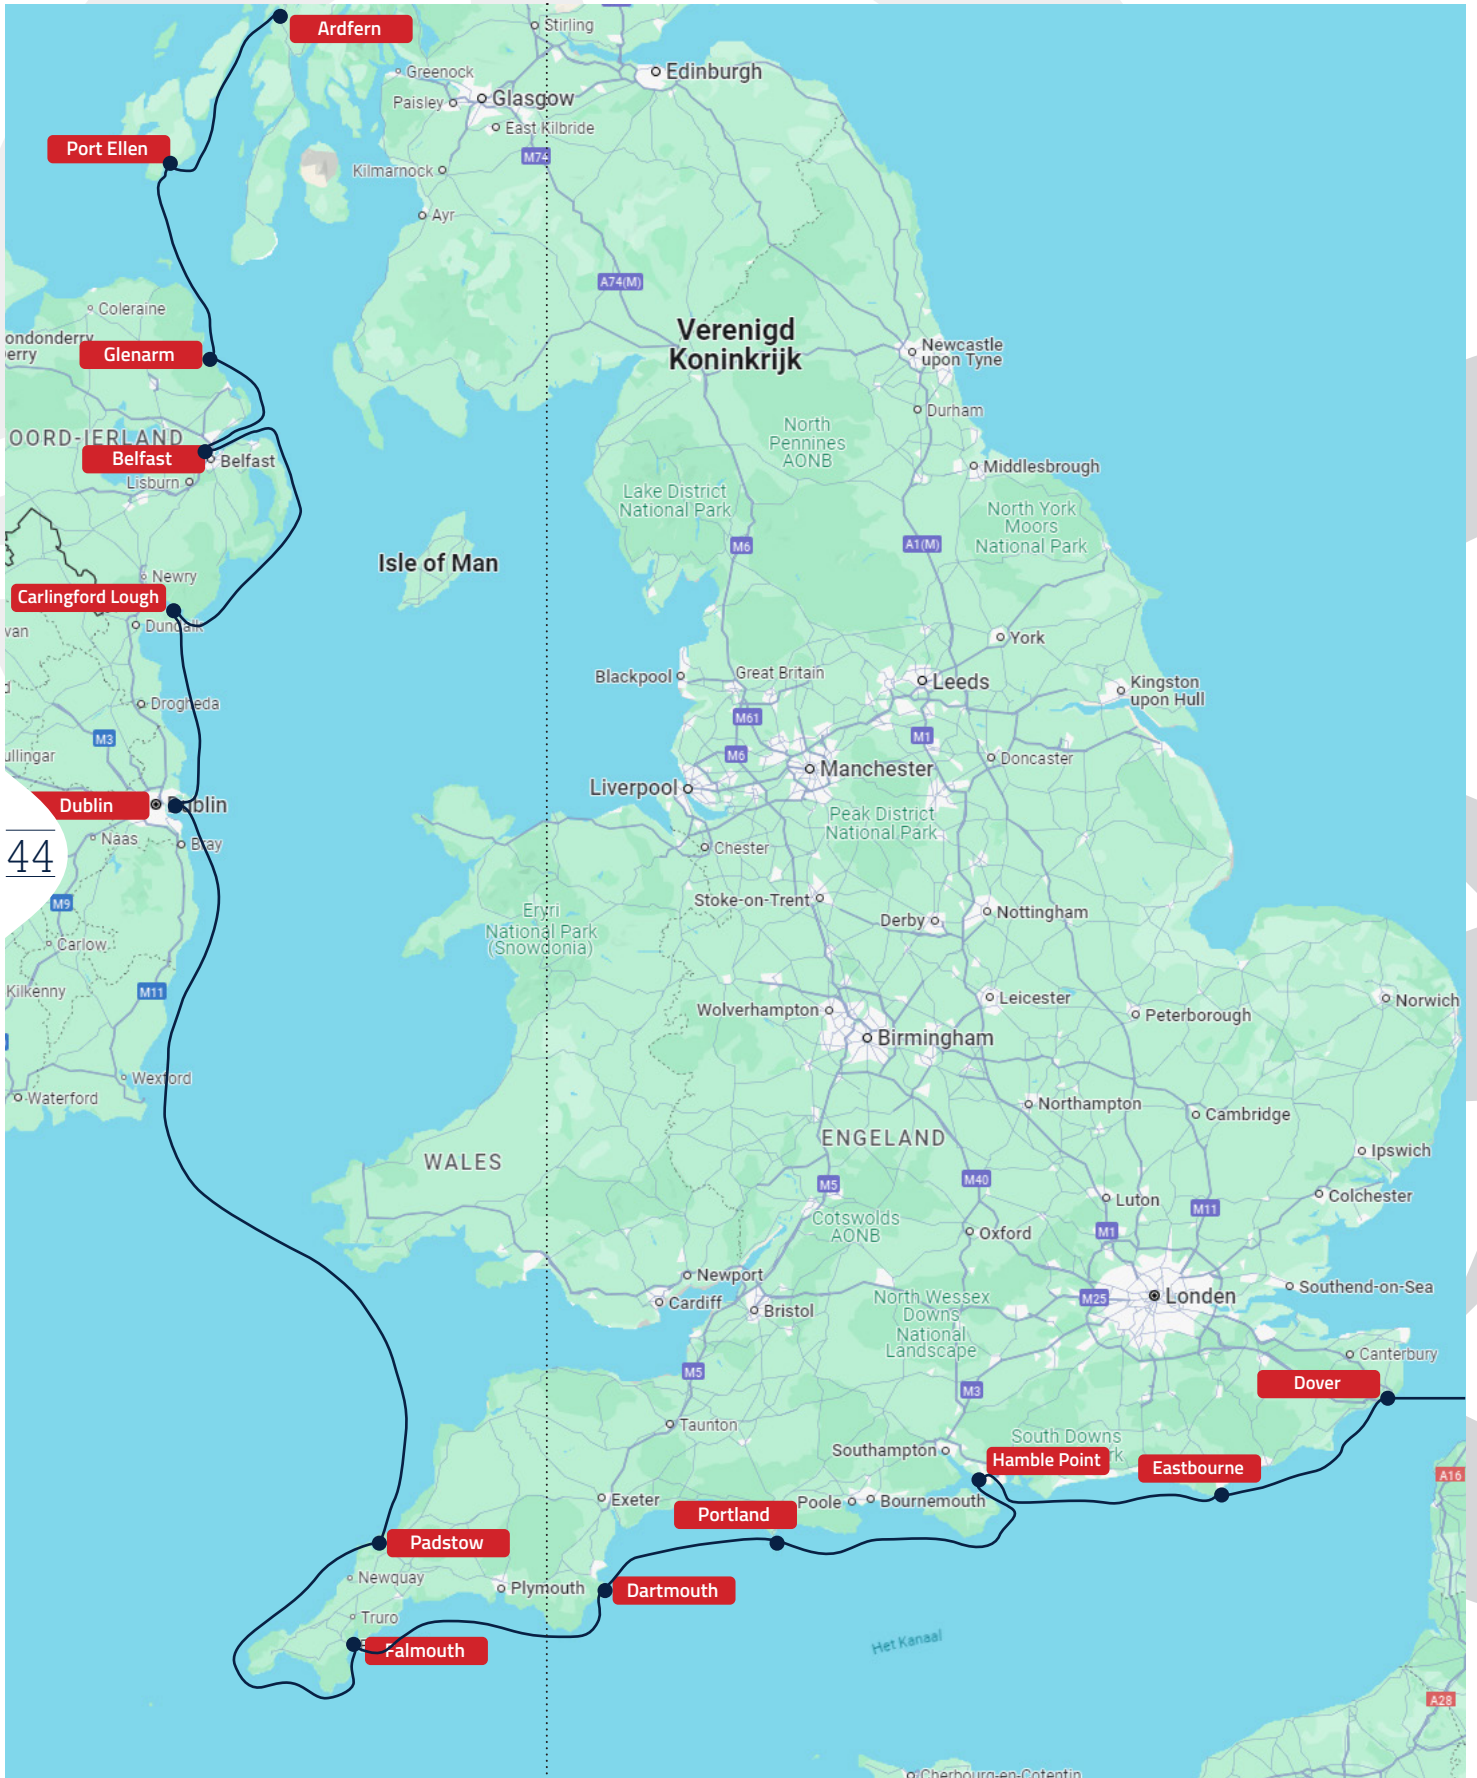 Ardfern
Stirling
Greenock
Edinburgh
Paisley
Glasgow
East Kilbride
Port Ellen
M74
Kilmarnock
Ayr
A74(M)
Coleraine
Verenigd
Koninkrijk
ondonderry
erry
Glenarm
Newcastle
upon Tyne
Durham
North
Pennines
AONB
OORD-IERLAND
Belfast
Belfast
Lisburn
Middlesbrough
Lake District
National Park
North York
Moors
National Park
M6
A1(M)
Isle of Man
Newry
Carlingford Lough
Dundalk
van
York
Blackpool
Great Britain
Leeds
Kingston
upon Hull
Drogheda
M61
M3
M1
ullingar
M6
Doncaster
Manchester
Liverpool
Dublin
Dublin
Peak District
National Park
Naas
Bray
44
Chester
M9
Stoke-on-Trent
Derby
Nottingham
Eryri
National Park
(Snowdonia)
Carlow
Kilkenny
M11
Leicester
Norwich
Wolverhampton
Peterborough
Birmingham
Wexford
Waterford
Northampton
Cambridge
ENGELAND
WALES
Ipswich
M5
M40
Colchester
Luton
M11
Cotswolds
AONB
Oxford
M1
Newport
Southend-on-Sea
Cardiff
Bristol
North Wessex
Downs
National
Landscape
M25
Londen
Canterbury
M5
Dover
M3
Taunton
Southampton
South Downs
Hamble Point
Eastbourne
A16
Exeter
Poole
Bournemouth
Portland
Padstow
Newquay
Plymouth
Dartmouth
Truro
Falmouth
Het Kanaal
A28
Cherbourg-en-Cotentin